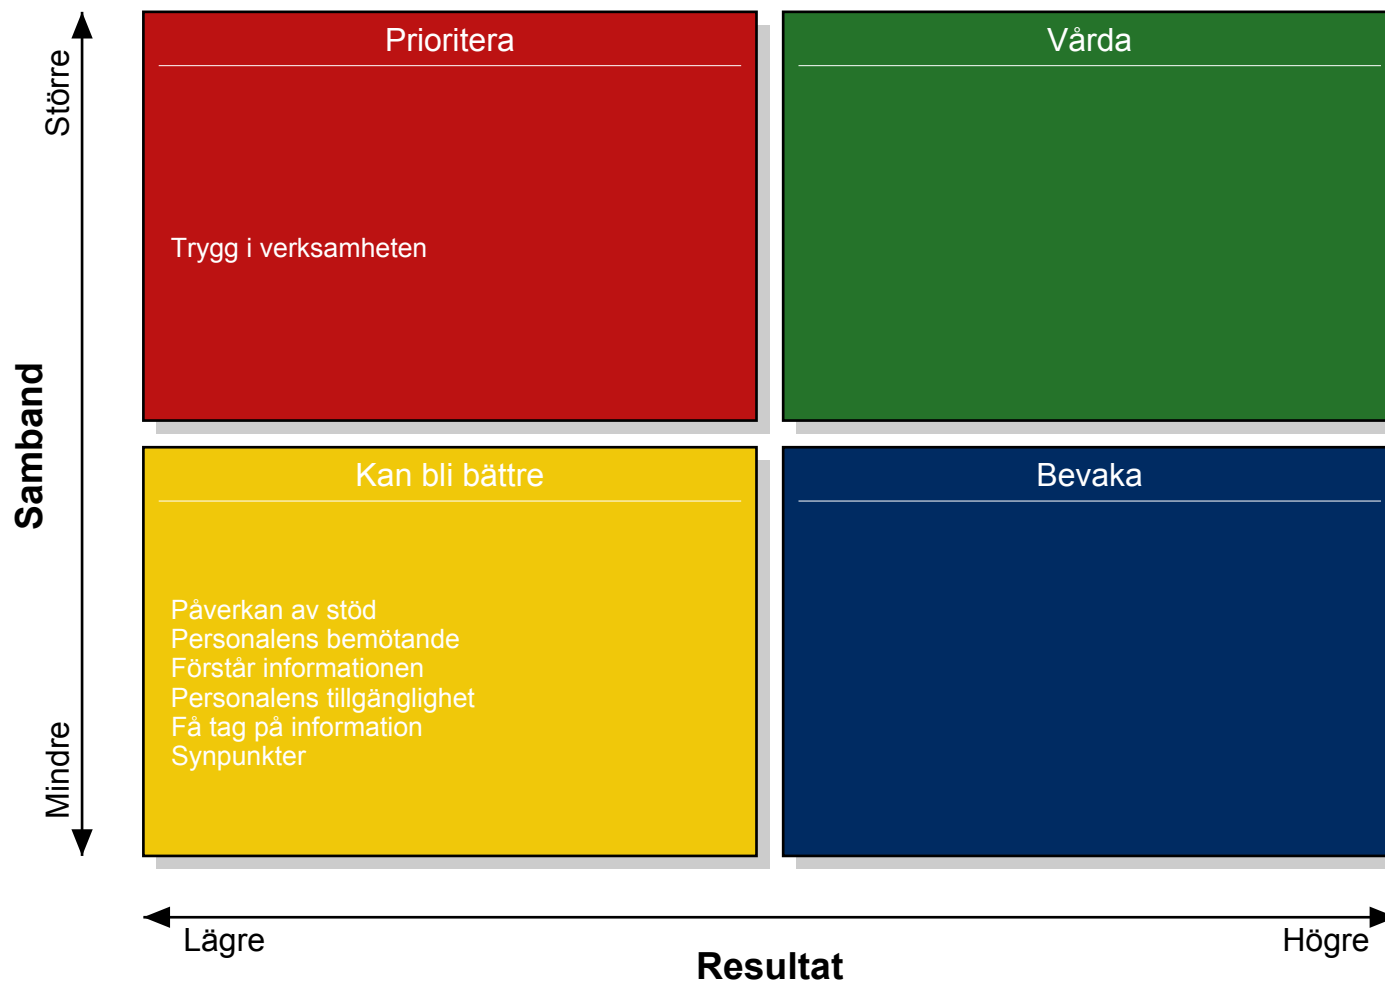 Större
Samband
Mindre
Prioritera
Trygg i verksamheten
Vårda
Kan bli bättre
Påverkan av stöd
Personalens bemötande
Förstår informationen
Personalens tillgänglighet
Få tag på information
Synpunkter
Bevaka
Lägre
Resultat
Högre